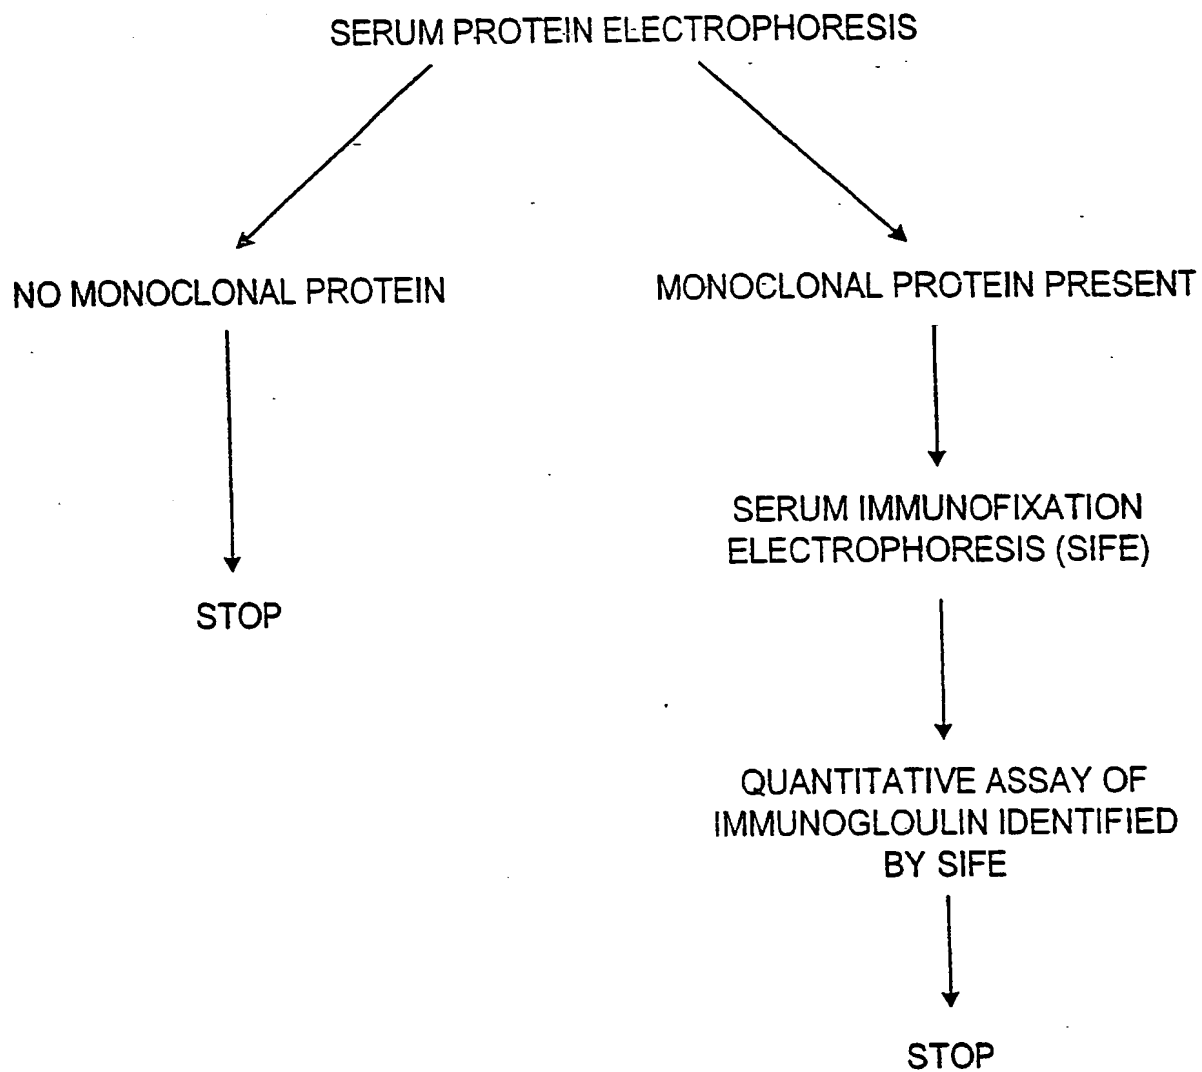 SERUM PROTEIN ELECTROPHORESIS
NO MONOCLONAL PROTEIN
MONOCLONAL PROTEIN PRESENT
SERUM IMMUNOFIXATION
ELECTROPHORESIS (SIFE)
STOP
QUANTITATIVE ASSAY OF
IMMUNOGLOULIN IDENTIFIED
BY SIFE
STOP